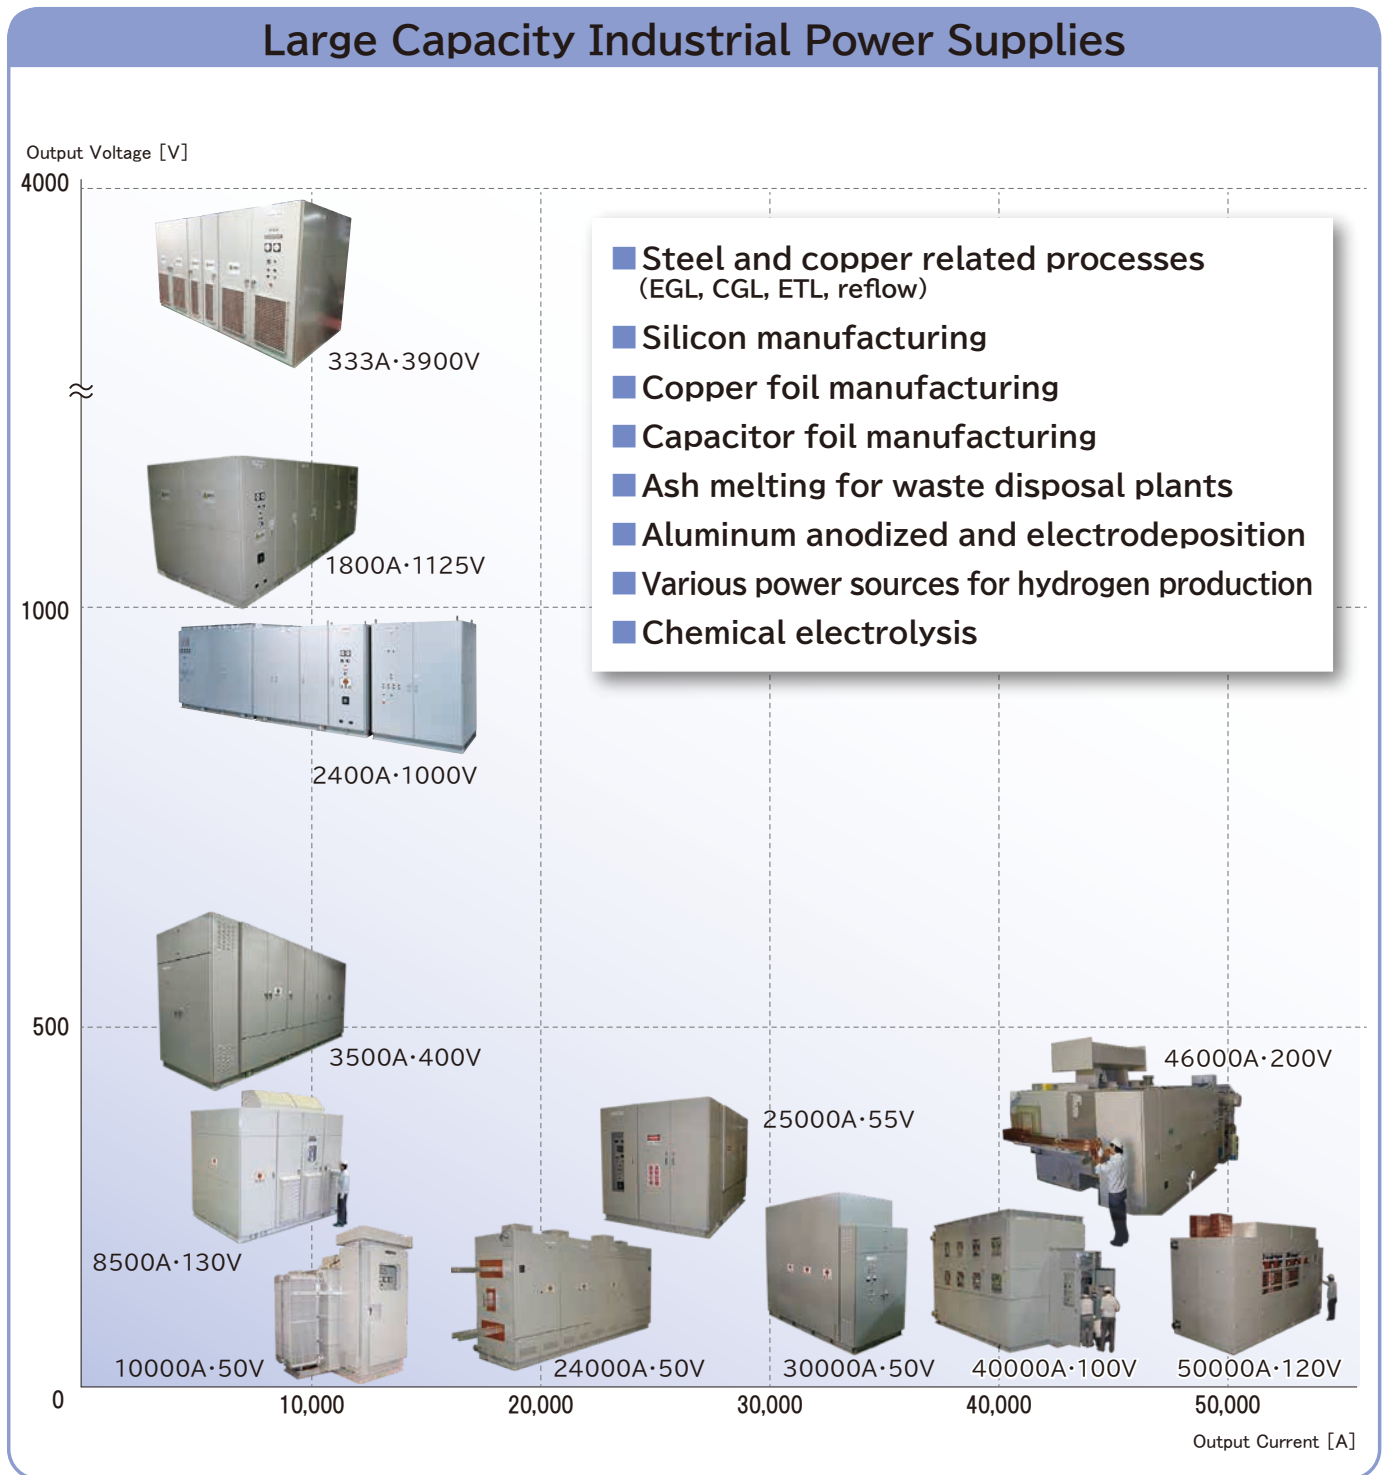 Large Capacity Industrial Power Supplies
Output Voltage [V]
4000
333A･3900V
■Steel and copper related processes
(EGL, CGL, ETL, reflow)
■Silicon manufacturing
■Copper foil manufacturing
■Capacitor foil manufacturing
■Ash melting for waste disposal plants
■Aluminum anodized and electrodeposition
■Various power sources for hydrogen production
■Chemical electrolysis
1800A･1125V
1000
2400A･1000V
500
3500A･400V
46000A･200V
25000A･55V
8500A･130V
10000A･50V
24000A･50V
30000A･50V
40000A･100V
50000A･120V
0
10,000
20,000
30,000
40,000
50,000
Output Current [A]